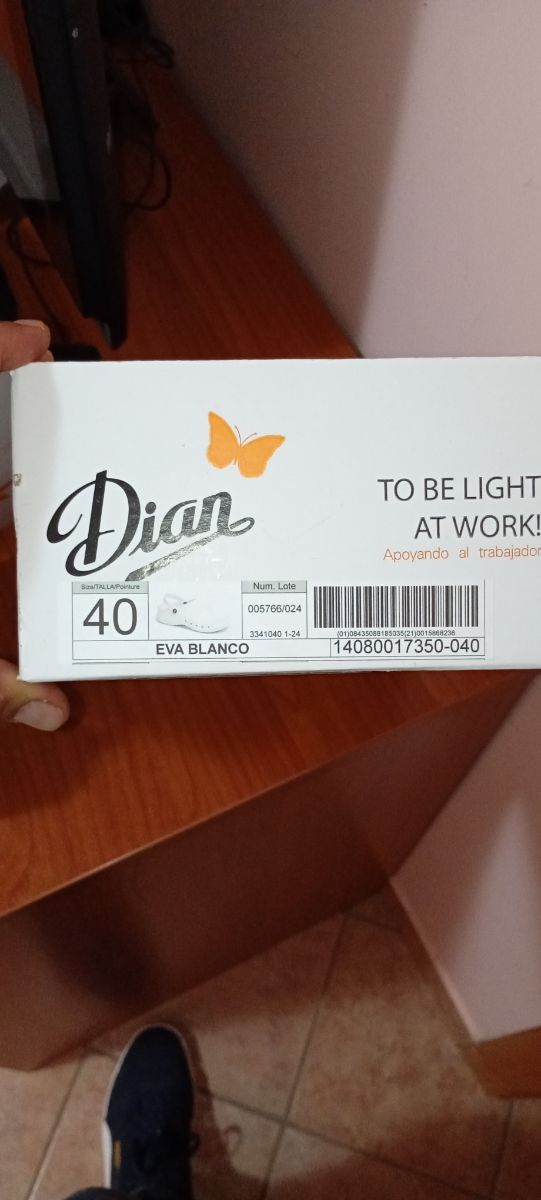 Dian
TO BE LIGHT
AT WORK!
Apoyando al trabajador
Size/TALLA/Pointure
40
Num. Lote
005766/024
3341040 1-24
(01)08435088185035(21)0015868236
EVA BLANCO
14080017350-040